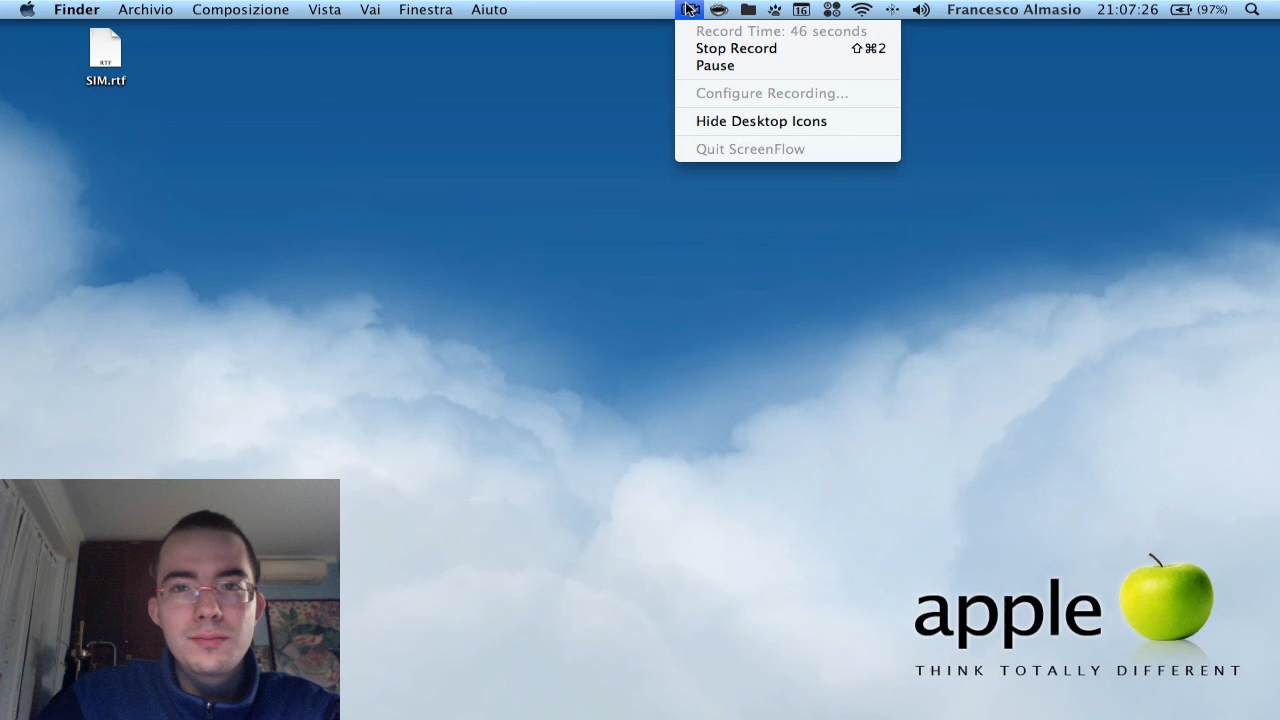 Finder Archivio Composizione Vista Vai Finestra Aiuto 16 Francesco Almasio 21:07:26 (97%)
RTF
SIM.rtf
Record Time: 46 seconds
Stop Record ⇧⌘2
Pause
Configure Recording...
Hide Desktop Icons
Quit ScreenFlow
apple
THINK TOTALLY DIFFERENT